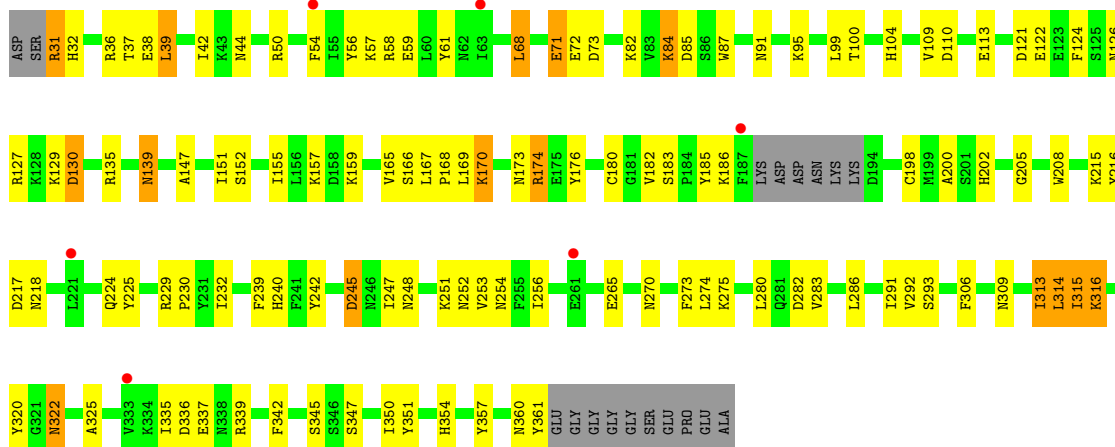 ASP SER R31 H32 R36 T37 E38 L39 I42 K43 N44 R50 F54 I55 Y56 K57 R58 E59 L60 Y61 N62 I63 L68 E71 E72 D73 K82 V83 K84 D85 S86 W87 N91 K95 L99 T100 H104 V109 D110 E113 D121 E122 E123 F124 S125 N126
R127 K128 K129 D130 R135 N139 A147 I151 S152 I155 L156 K157 D158 K159 V165 S166 L167 P168 L169 K170 N173 R174 E175 Y176 C180 G181 V182 S183 P184 Y185 K186 F187 LYS ASP ASP ASN LYS LYS D194 C198 M199 A200 S201 H202 G205 W208 K215 Y216
D217 N218 L221 Q224 Y225 R229 P230 Y231 I232 F239 H240 F241 Y242 D245 N246 I247 N248 K251 N252 V253 N254 F255 I256 E261 E265 N270 F273 L274 K275 L280 Q281 D282 V283 L286 I291 V292 S293 F306 N309 I313 L314 I315 K316
Y320 G321 N322 A325 V333 K334 I335 D336 E337 N338 R339 F342 S345 S346 S347 I350 Y351 H354 Y357 N360 Y361 GLU GLY GLY GLY GLY SER GLU PRO GLU ALA